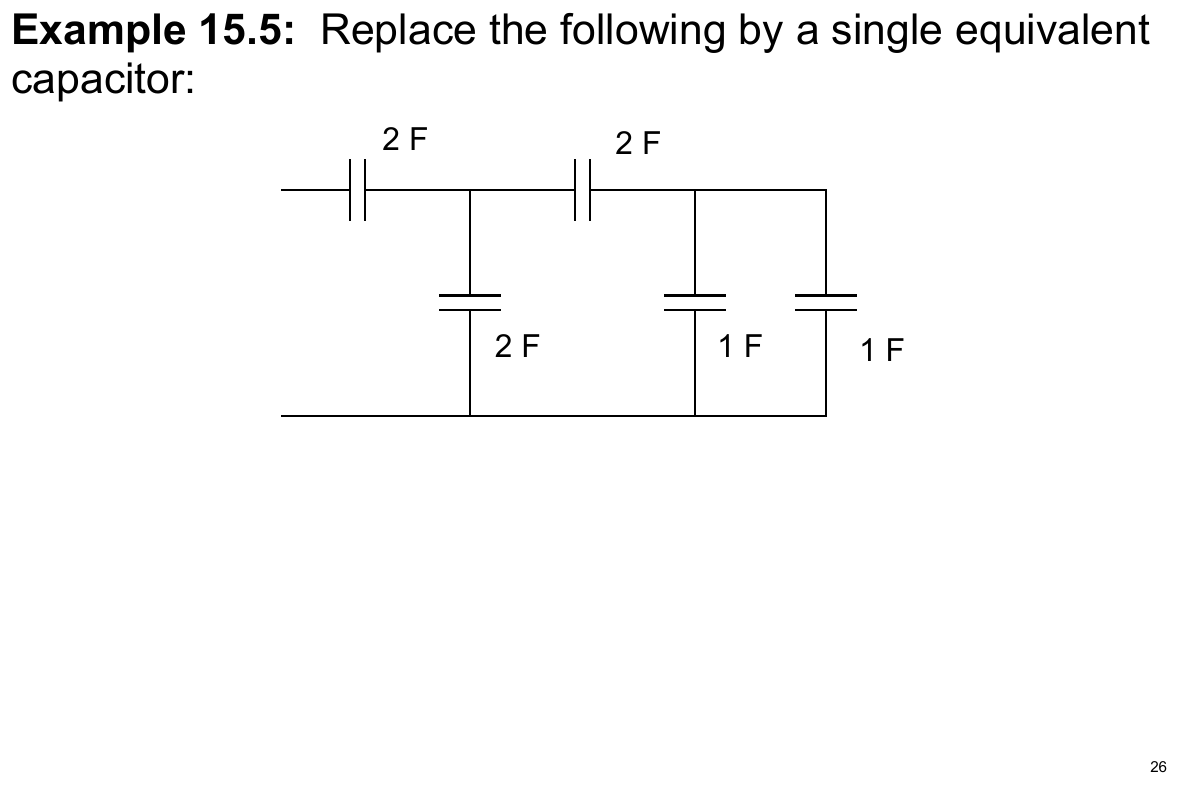 Example 15.5: Replace the following by a single equivalent
capacitor:
2 F
2 F
2 F
1 F
1 F
26